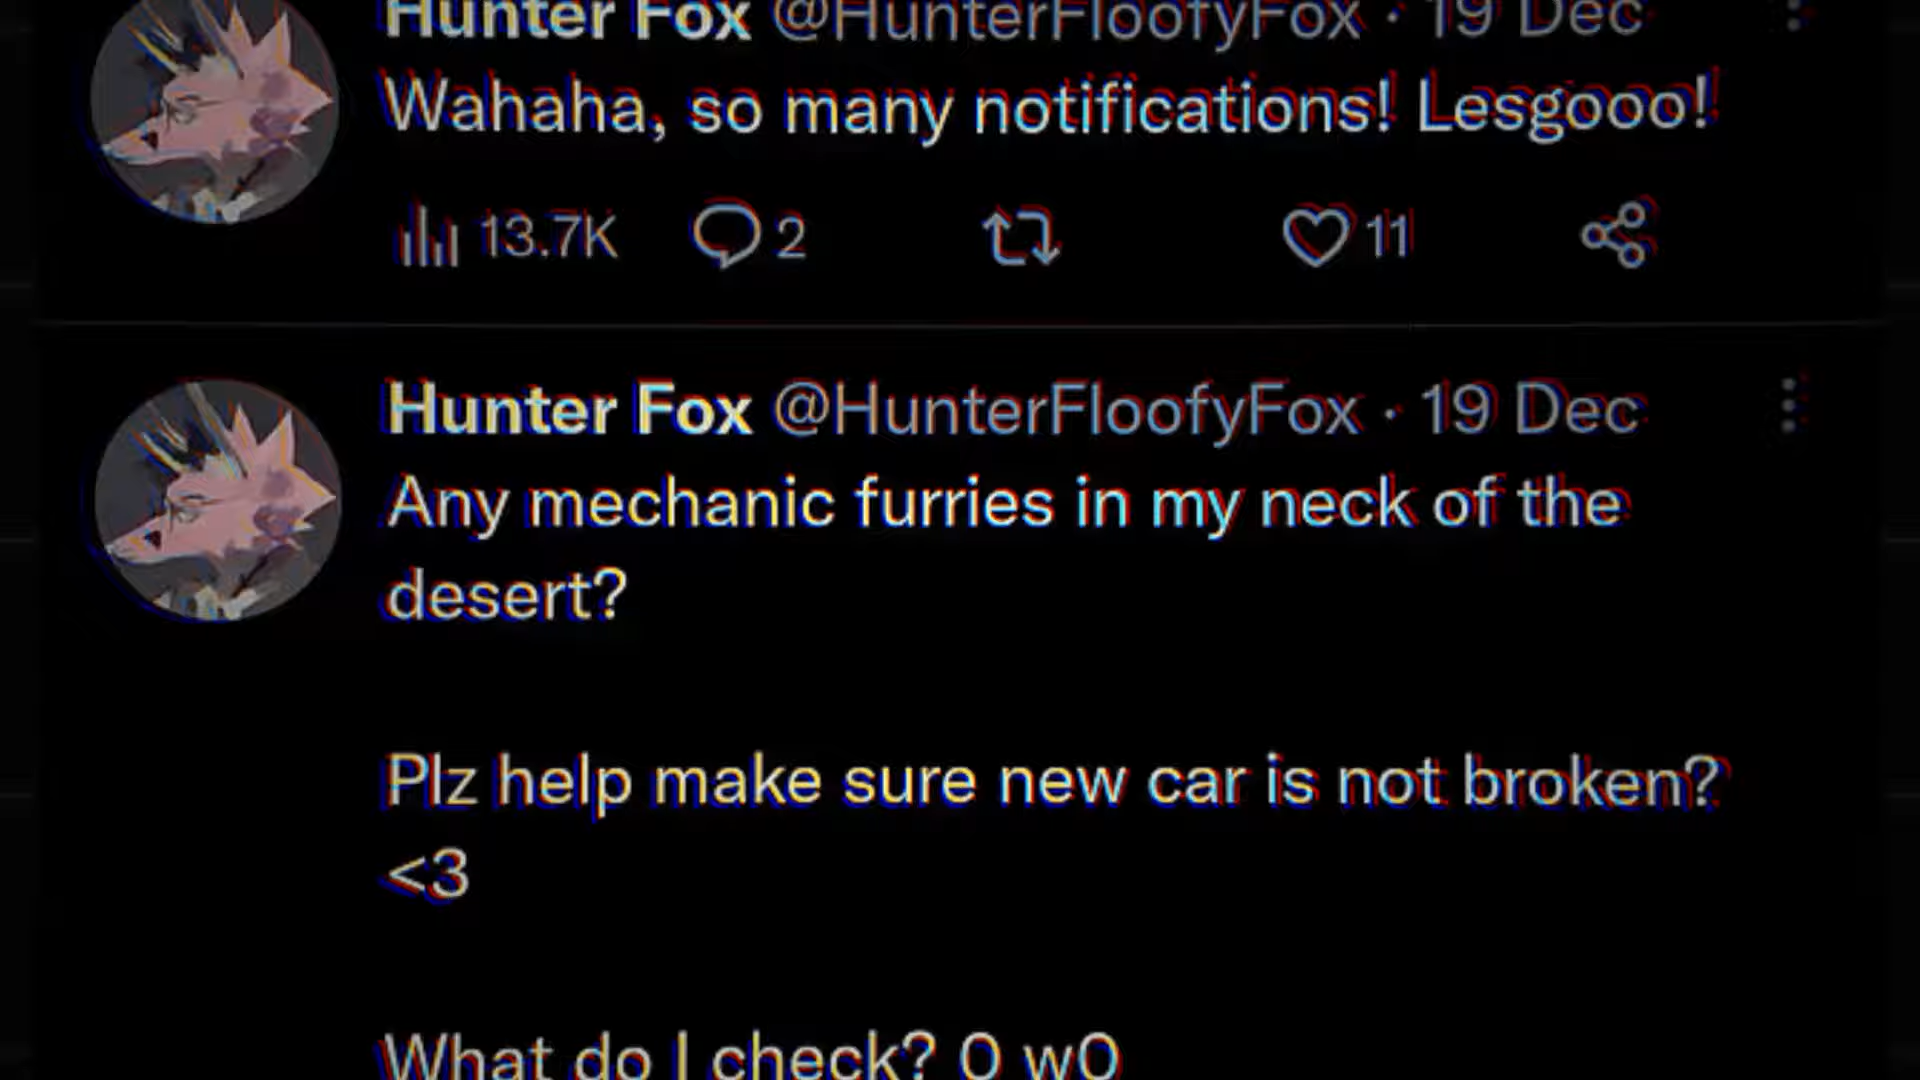 Hunter Fox @HunterFloofyFox · 19 Dec
Wahaha, so many notifications! Lesgooo!
13.7K 2 11
Hunter Fox @HunterFloofyFox · 19 Dec
Any mechanic furries in my neck of the
desert?
Plz help make sure new car is not broken?
<3
What do I check? O wO